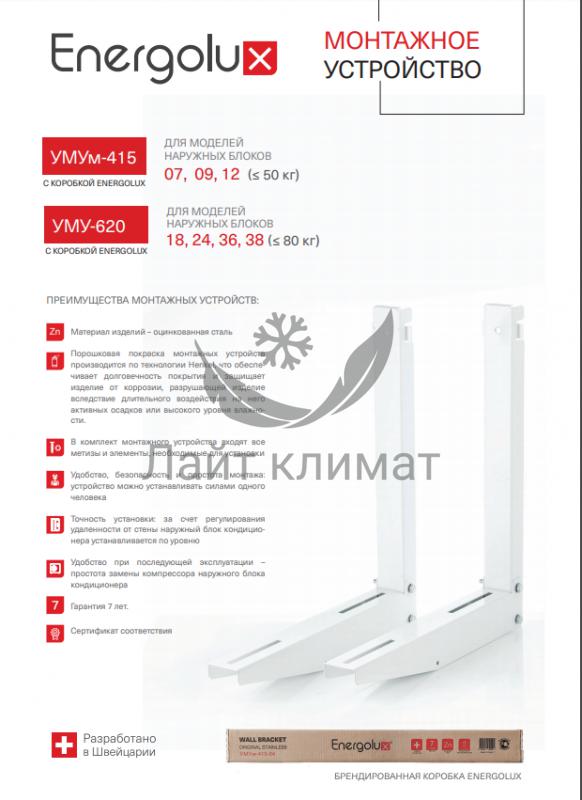 Energolux
МОНТАЖНОЕ
УСТРОЙСТВО
УМУм-415
С КОРОБКОЙ ENERGOLUX
ДЛЯ МОДЕЛЕЙ
НАРУЖНЫХ БЛОКОВ
07, 09, 12 (≤ 50 кг)
УМУ-620
С КОРОБКОЙ ENERGOLUX
ДЛЯ МОДЕЛЕЙ
НАРУЖНЫХ БЛОКОВ
18, 24, 36, 38 (≤ 80 кг)
ПРЕИМУЩЕСТВА МОНТАЖНЫХ УСТРОЙСТВ:
Zn Материал изделий – оцинкованная сталь
Порошковая покраска монтажных устройств
производится по технологии Henkel, что обеспе-
чивает долговечность покрытия и защищает
изделие от коррозии, разрушающей изделие
вследствие длительного воздействия на него
активных осадков или высокого уровня влажно-
сти.
В комплект монтажного устройства входят все
метизы и элементы, необходимые для установки
Лайт климат
Удобство, безопасность и простота монтажа:
устройство можно устанавливать силами одного
человека
Точность установки: за счет регулирования
удаленности от стены наружный блок кондицио-
нера устанавливается по уровню
Удобство при последующей эксплуатации –
простота замены компрессора наружного блока
кондиционера
7 Гарантия 7 лет.
Сертификат соответствия
Разработано
в Швейцарии
WALL BRACKET
ORIGINAL STAINLESS
УМУм-415-04
Energolux
БРЕНДИРОВАННАЯ КОРОБКА ENERGOLUX